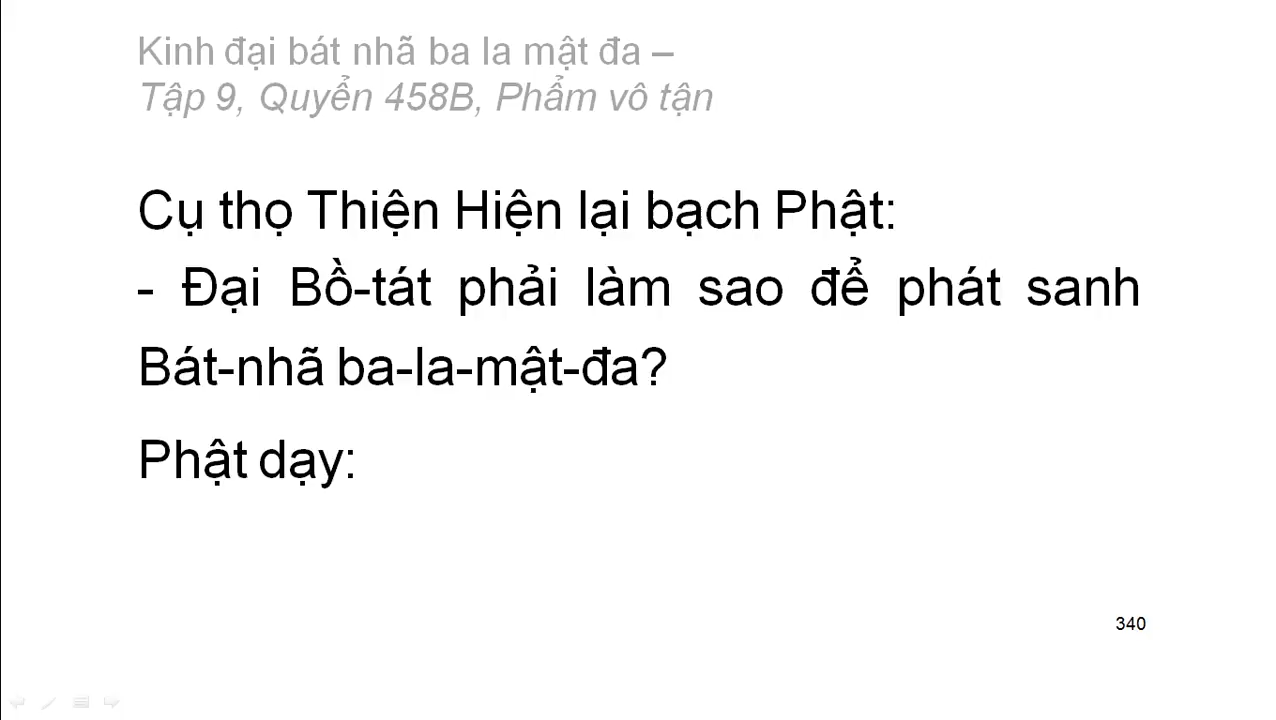 Kinh đại bát nhã ba la mật đa –
Tập 9, Quyển 458B, Phẩm vô tận
Cụ thọ Thiện Hiện lại bạch Phật:
- Đại Bồ-tát phải làm sao để phát sanh
Bát-nhã ba-la-mật-đa?
Phật dạy:
340